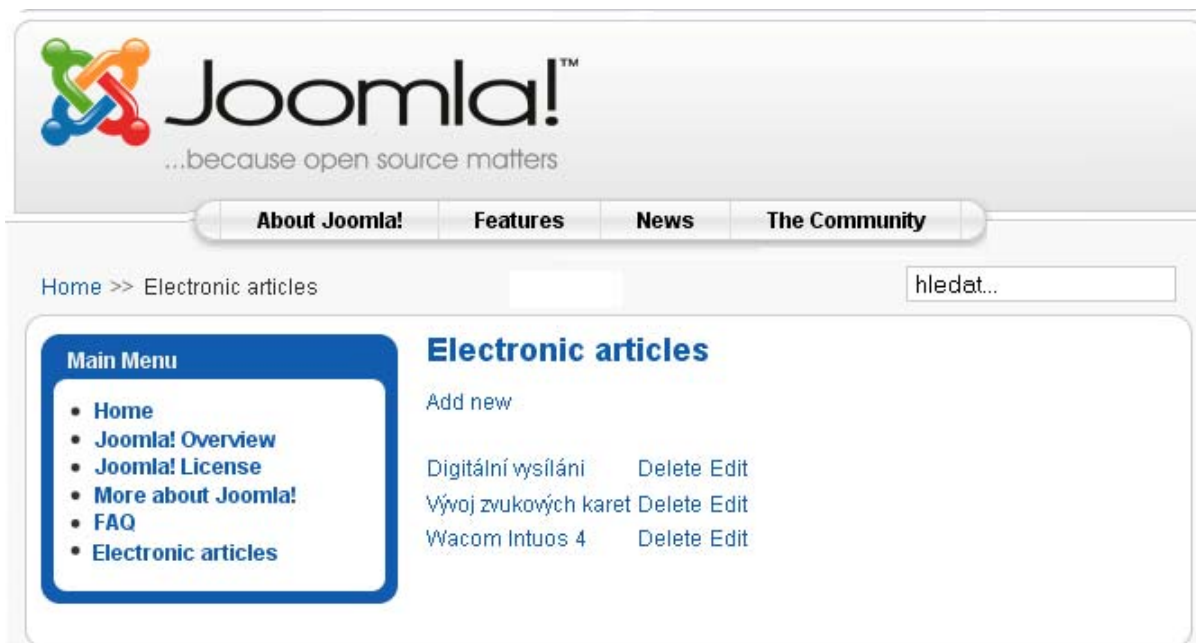 Joomla!™
...because open source matters
About Joomla! Features News The Community
Home >> Electronic articles
hledat...
Main Menu
Home
Joomla! Overview
Joomla! License
More about Joomla!
FAQ
Electronic articles
Electronic articles
Add new
Digitální vysíláni Delete Edit
Vývoj zvukových karet Delete Edit
Wacom Intuos 4 Delete Edit